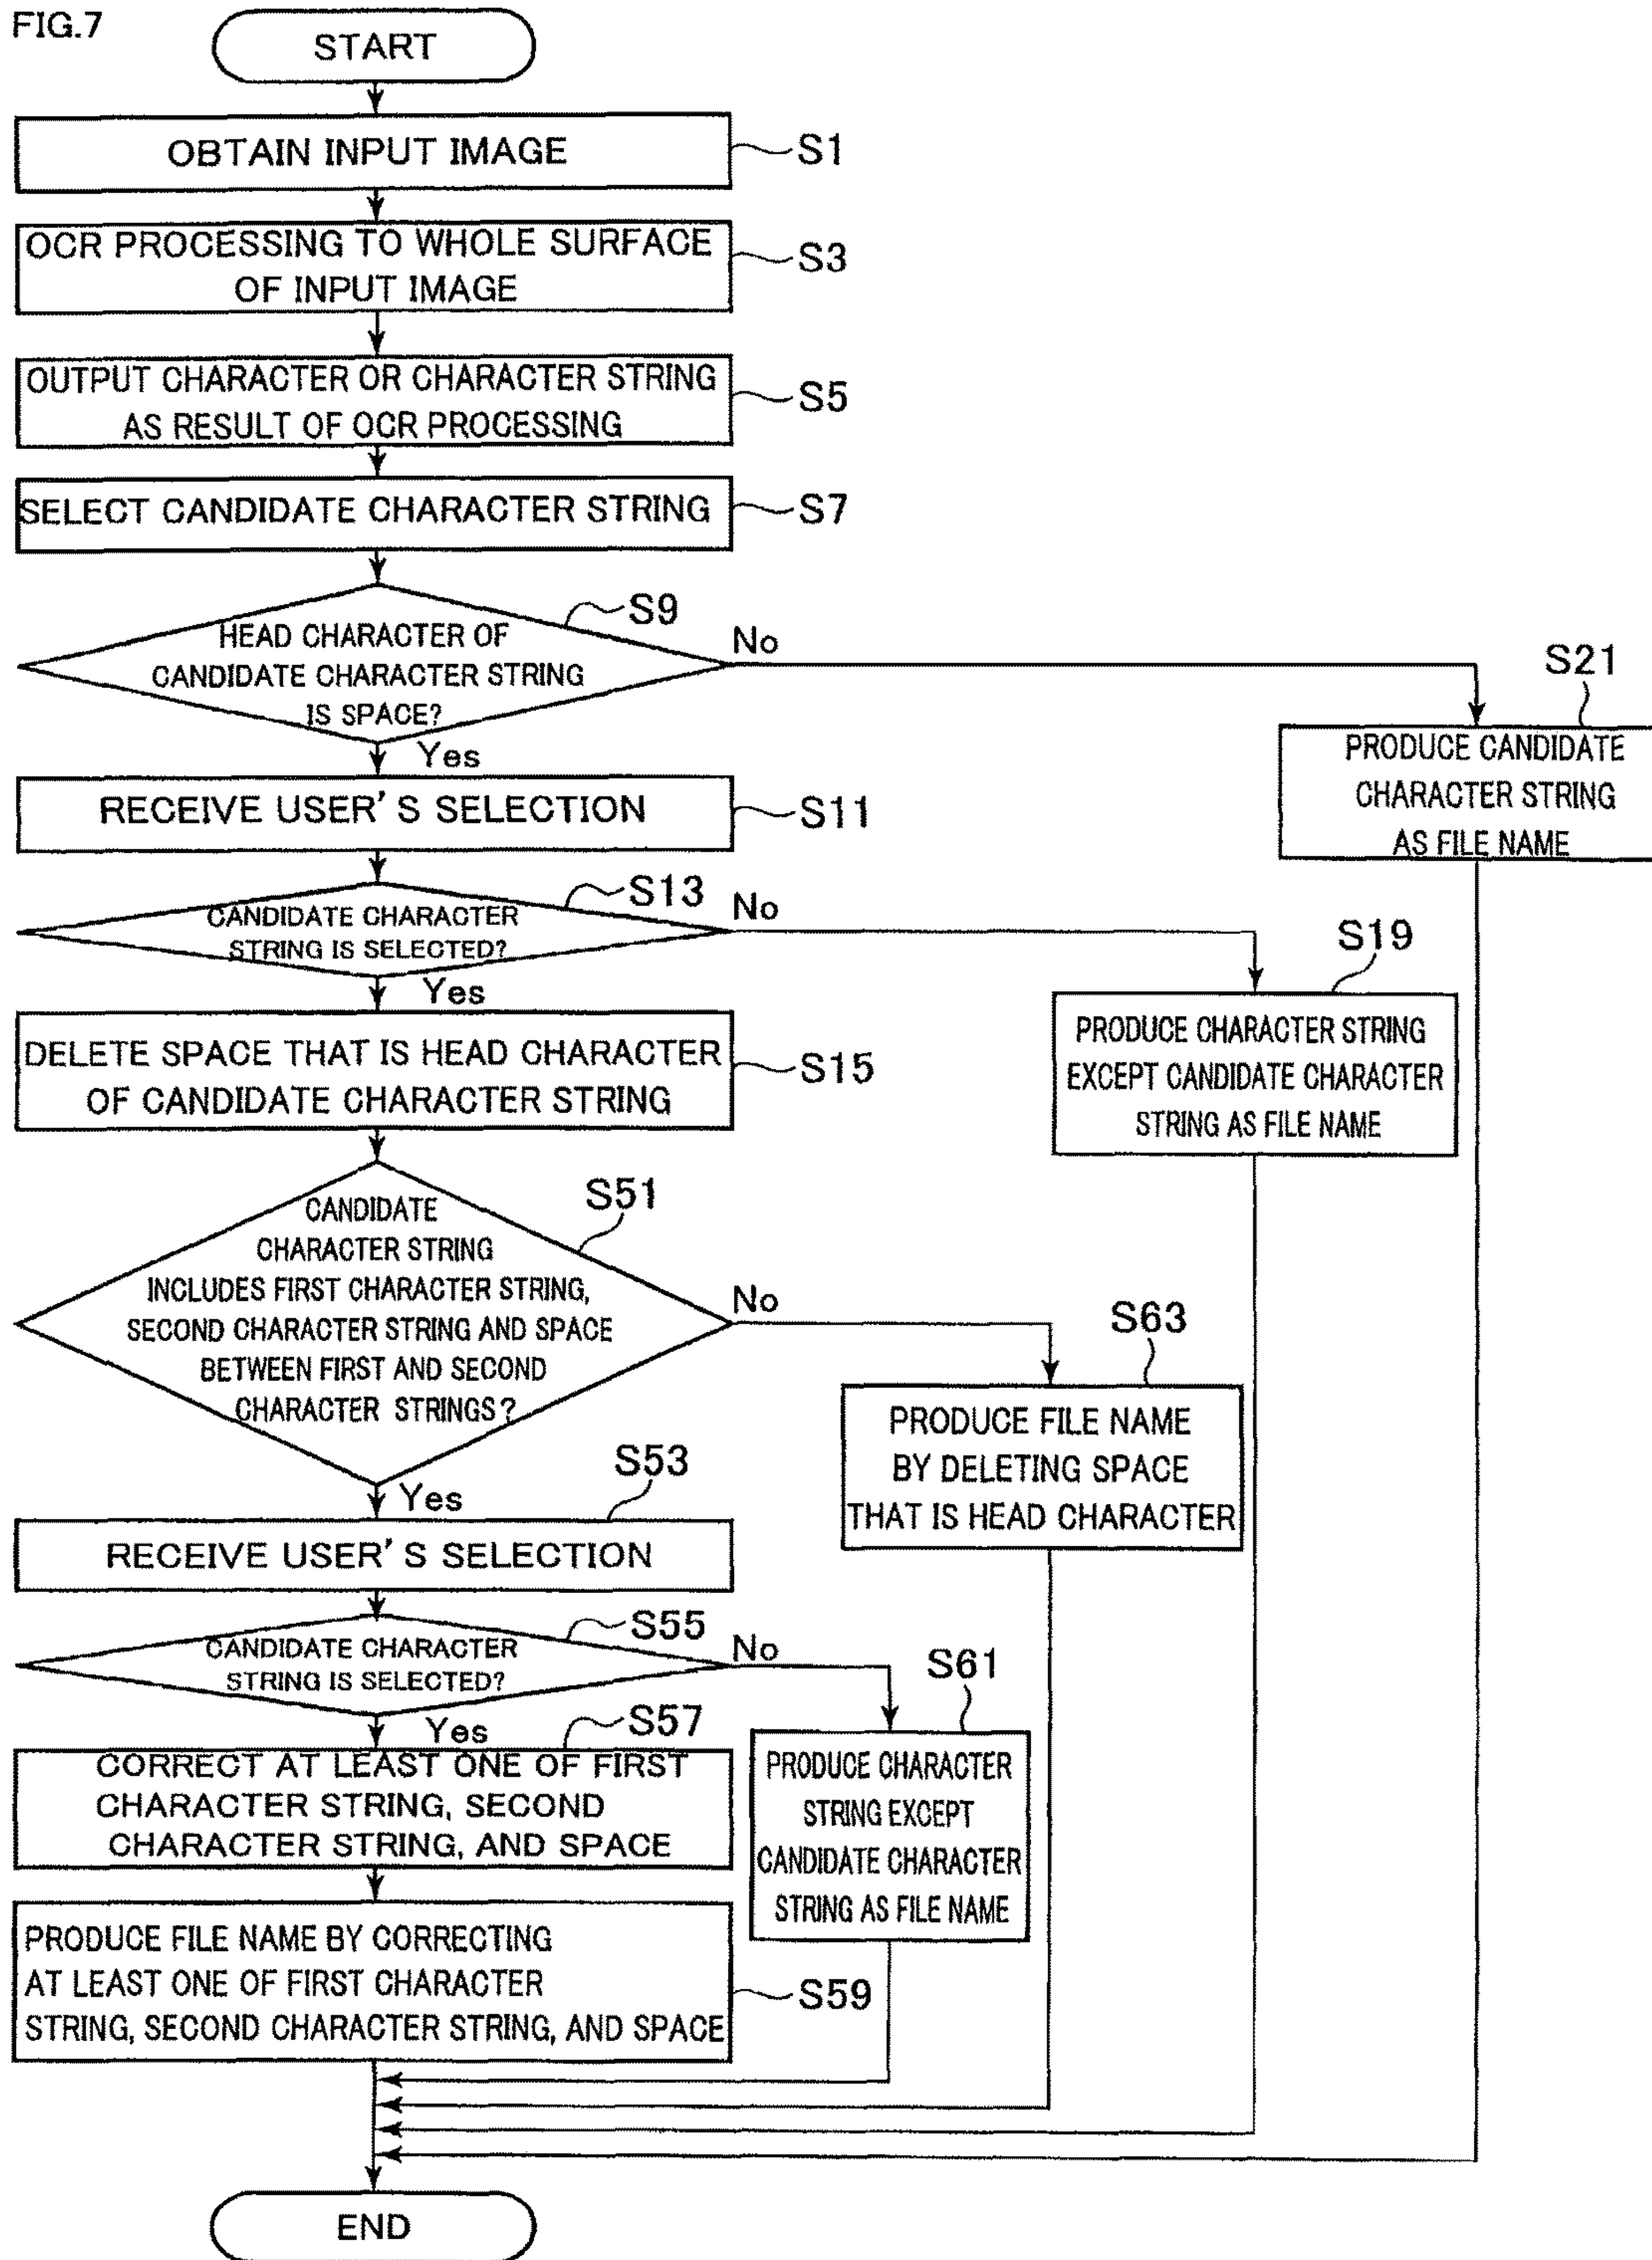 FIG.7
START
OBTAIN INPUT IMAGE
S1
OCR PROCESSING TO WHOLE SURFACE
OF INPUT IMAGE
S3
OUTPUT CHARACTER OR CHARACTER STRING
AS RESULT OF OCR PROCESSING
S5
SELECT CANDIDATE CHARACTER STRING
S7
HEAD CHARACTER OF
CANDIDATE CHARACTER STRING
IS SPACE?
S9
No
Yes
S21
PRODUCE CANDIDATE
CHARACTER STRING
AS FILE NAME
RECEIVE USER'S SELECTION
S11
CANDIDATE CHARACTER
STRING IS SELECTED?
S13
No
Yes
S19
PRODUCE CHARACTER STRING
EXCEPT CANDIDATE CHARACTER
STRING AS FILE NAME
DELETE SPACE THAT IS HEAD CHARACTER
OF CANDIDATE CHARACTER STRING
S15
CANDIDATE
CHARACTER STRING
INCLUDES FIRST CHARACTER STRING,
SECOND CHARACTER STRING AND SPACE
BETWEEN FIRST AND SECOND
CHARACTER STRINGS?
S51
No
Yes
S63
PRODUCE FILE NAME
BY DELETING SPACE
THAT IS HEAD CHARACTER
S53
RECEIVE USER'S SELECTION
CANDIDATE CHARACTER
STRING IS SELECTED?
S55
No
Yes
S61
PRODUCE CHARACTER
STRING EXCEPT
CANDIDATE CHARACTER
STRING AS FILE NAME
S57
CORRECT AT LEAST ONE OF FIRST
CHARACTER STRING, SECOND
CHARACTER STRING, AND SPACE
PRODUCE FILE NAME BY CORRECTING
AT LEAST ONE OF FIRST CHARACTER
STRING, SECOND CHARACTER STRING, AND SPACE
S59
END